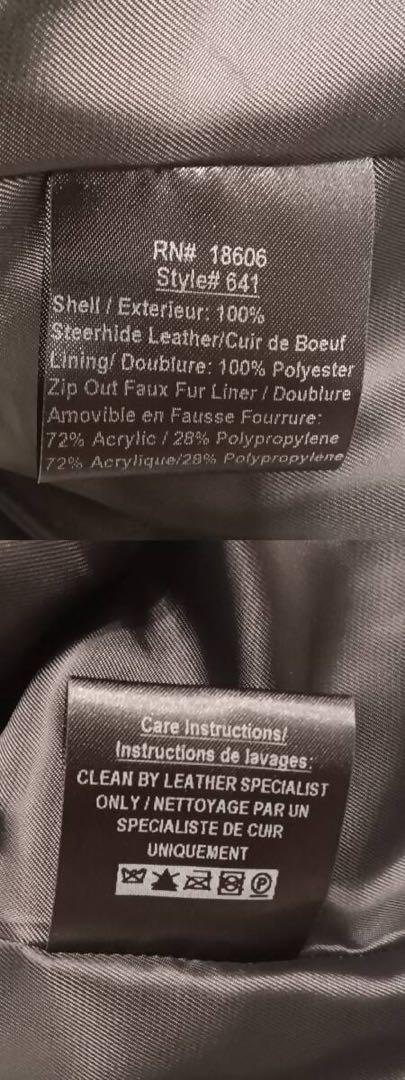 RN# 18606
Style# 641
Shell / Exterieur: 100%
Steerhide Leather/Cuir de Boeuf
Lining/ Doublure: 100% Polyester
Zip Out Faux Fur Liner / Doublure
Amovible en Fausse Fourrure:
72% Acrylic / 28% Polypropylene
72% Acrylique/28% Polypropylene
Care Instructions/
Instructions de lavages:
CLEAN BY LEATHER SPECIALIST
ONLY / NETTOYAGE PAR UN
SPECIALISTE DE CUIR
UNIQUEMENT
P